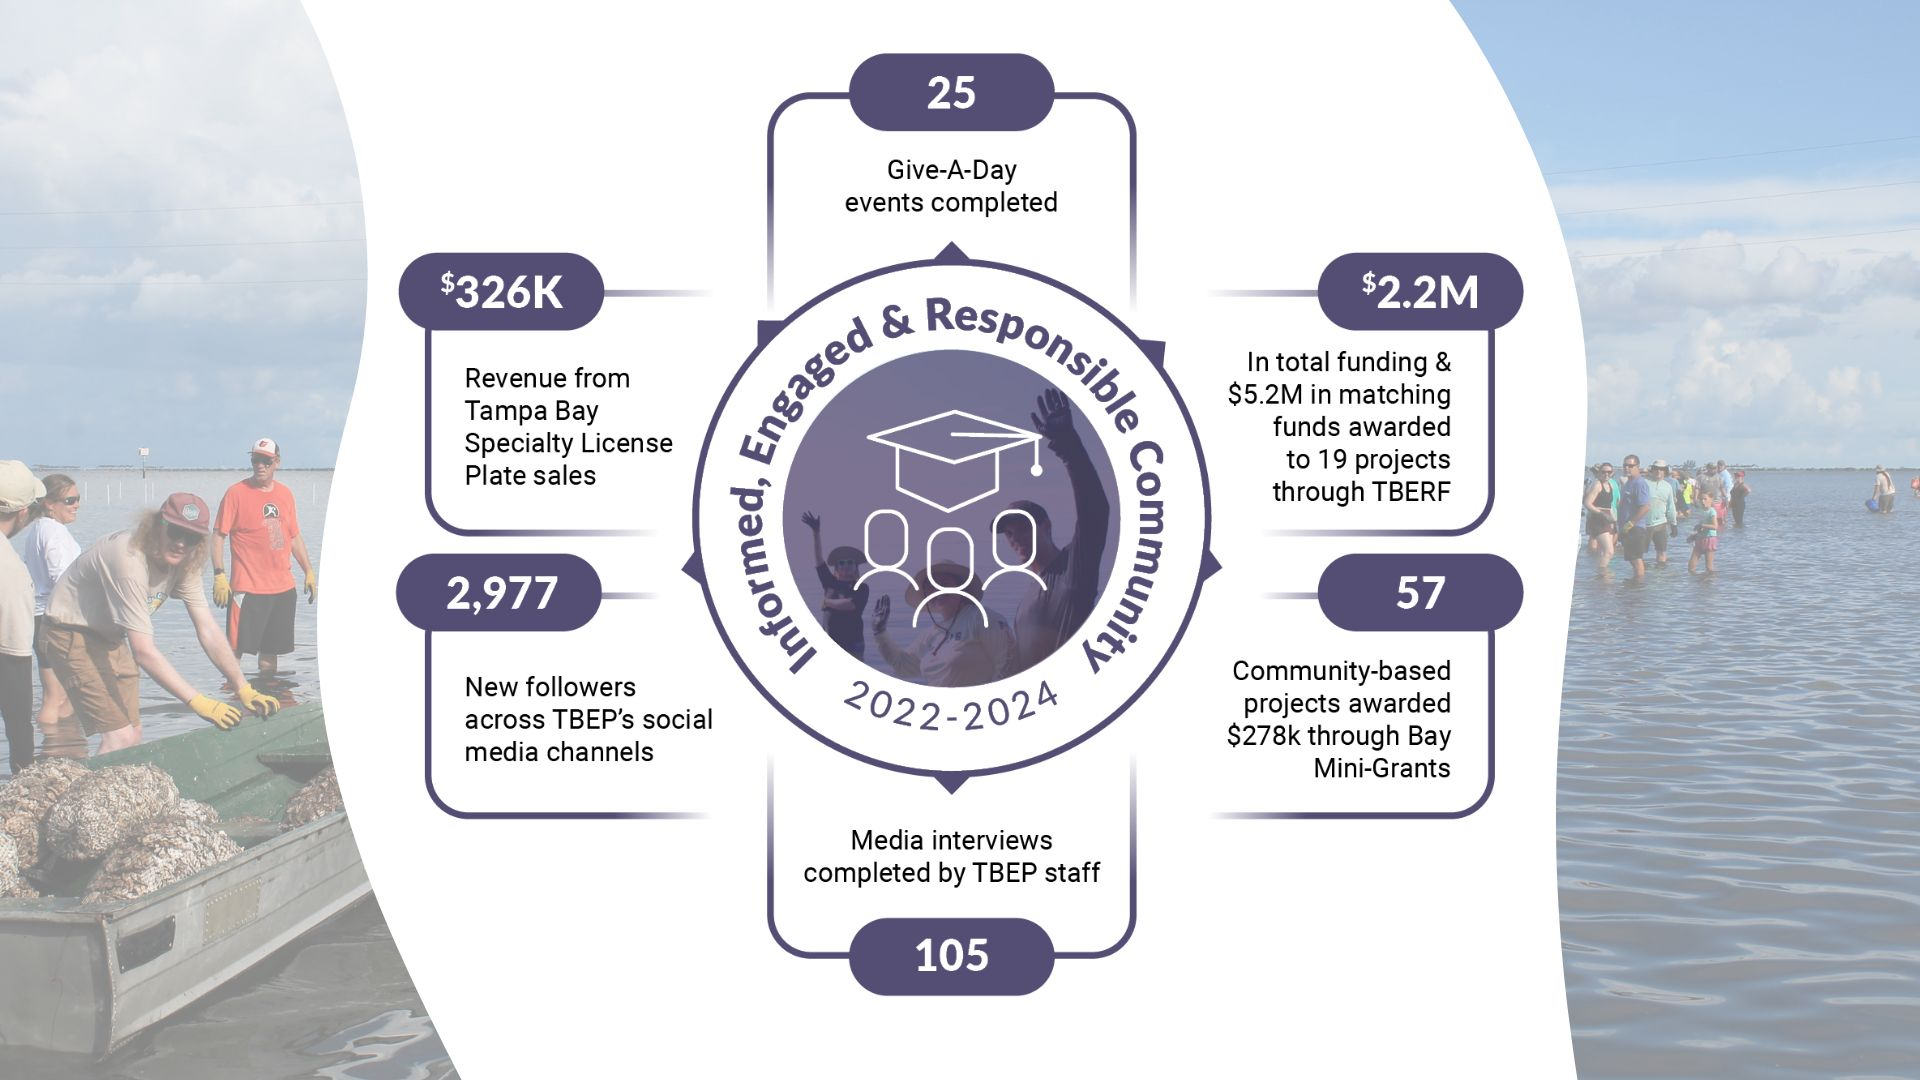 25
Give-A-Day
events completed
$326K
Revenue from
Tampa Bay
Specialty License
Plate sales
$2.2M
In total funding &
$5.2M in matching
funds awarded
to 19 projects
through TBERF
Informed, Engaged & Responsible Community
2022-2024
2,977
New followers
across TBEP’s social
media channels
57
Community-based
projects awarded
$278k through Bay
Mini-Grants
Media interviews
completed by TBEP staff
105